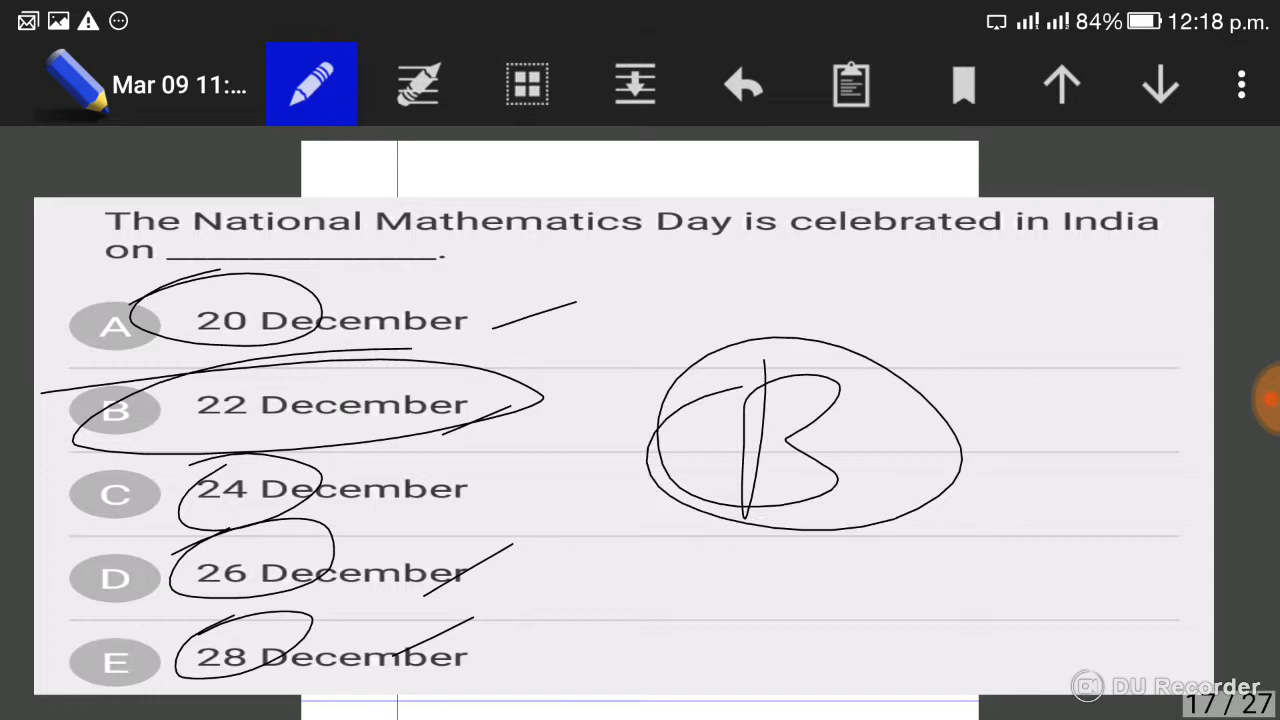 84% 12:18 p.m.
Mar 09 11:...
The National Mathematics Day is celebrated in India
on _______________.
A 20 December
B 22 December
B
C 24 December
D 26 December
E 28 December
DU Recorder
17 / 27